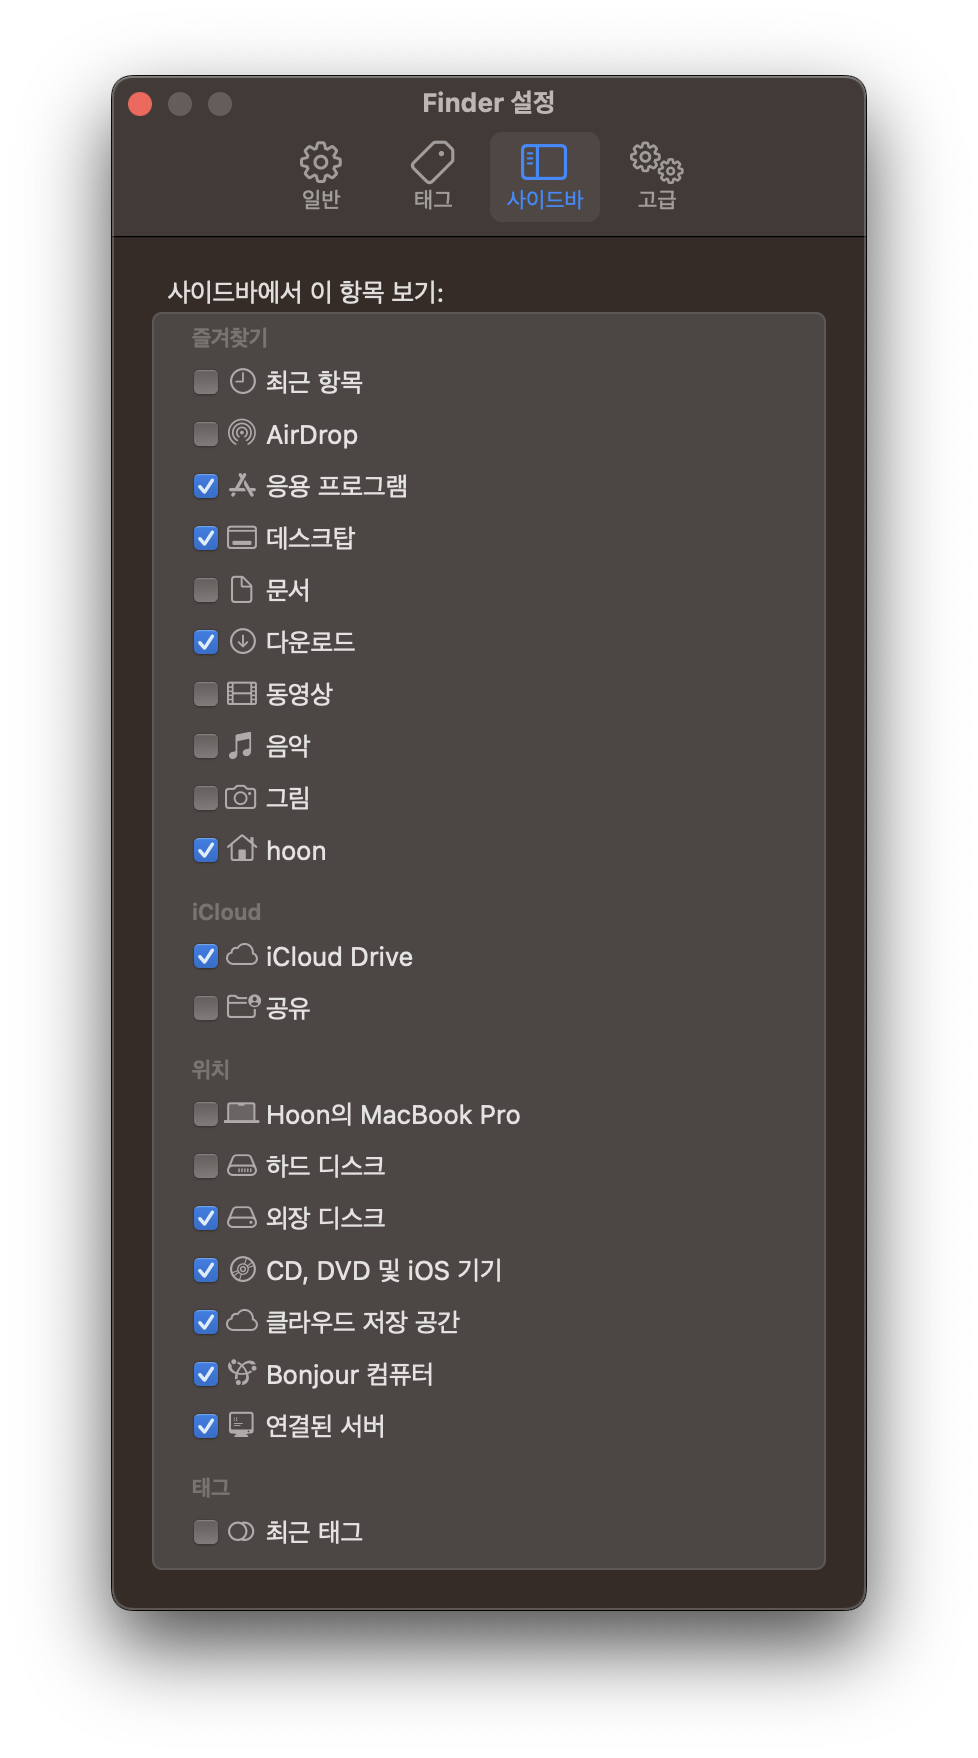 Finder 설정
일반
태그
사이드바
고급
사이드바에서 이 항목 보기:
즐겨찾기
최근 항목
AirDrop
응용 프로그램
데스크탑
문서
다운로드
동영상
음악
그림
hoon
iCloud
iCloud Drive
공유
위치
Hoon의 MacBook Pro
하드 디스크
외장 디스크
CD, DVD 및 iOS 기기
클라우드 저장 공간
Bonjour 컴퓨터
연결된 서버
태그
최근 태그